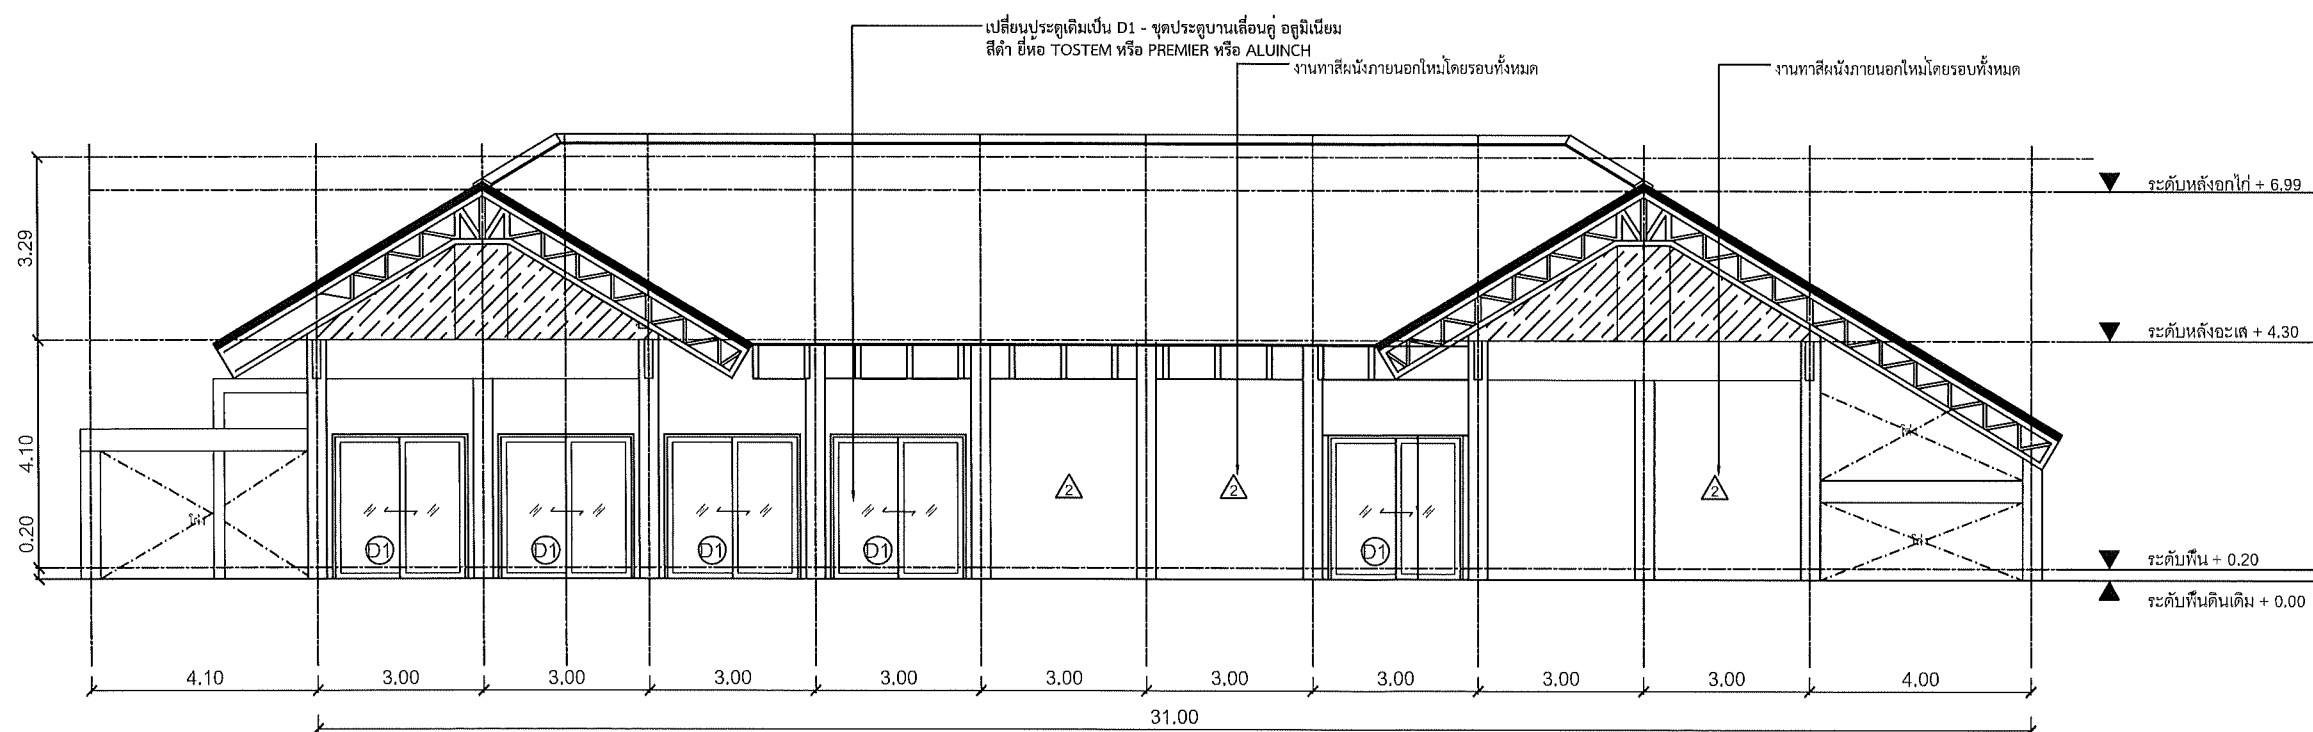 เปลี่ยนประตูเดิมเป็น D1 - ชุดประตูบานเลื่อนคู่ อลูมิเนียม
สีดำ ยี่ห้อ TOSTEM หรือ PREMIER หรือ ALUINCH
งานทาสีผนังภายนอกใหม่โดยรอบทั้งหมด
งานทาสีผนังภายนอกใหม่โดยรอบทั้งหมด
ระดับหลังอกไก่ + 6.99
3.29
ระดับหลังอะเส + 4.30
4.10
โล่ง
2
2
2
โล่ง
0.20
D1
D1
D1
D1
D1
โล่ง
ระดับพื้น + 0.20
ระดับพื้นดินเดิม + 0.00
4.10
3.00
3.00
3.00
3.00
3.00
3.00
3.00
3.00
3.00
4.00
31.00